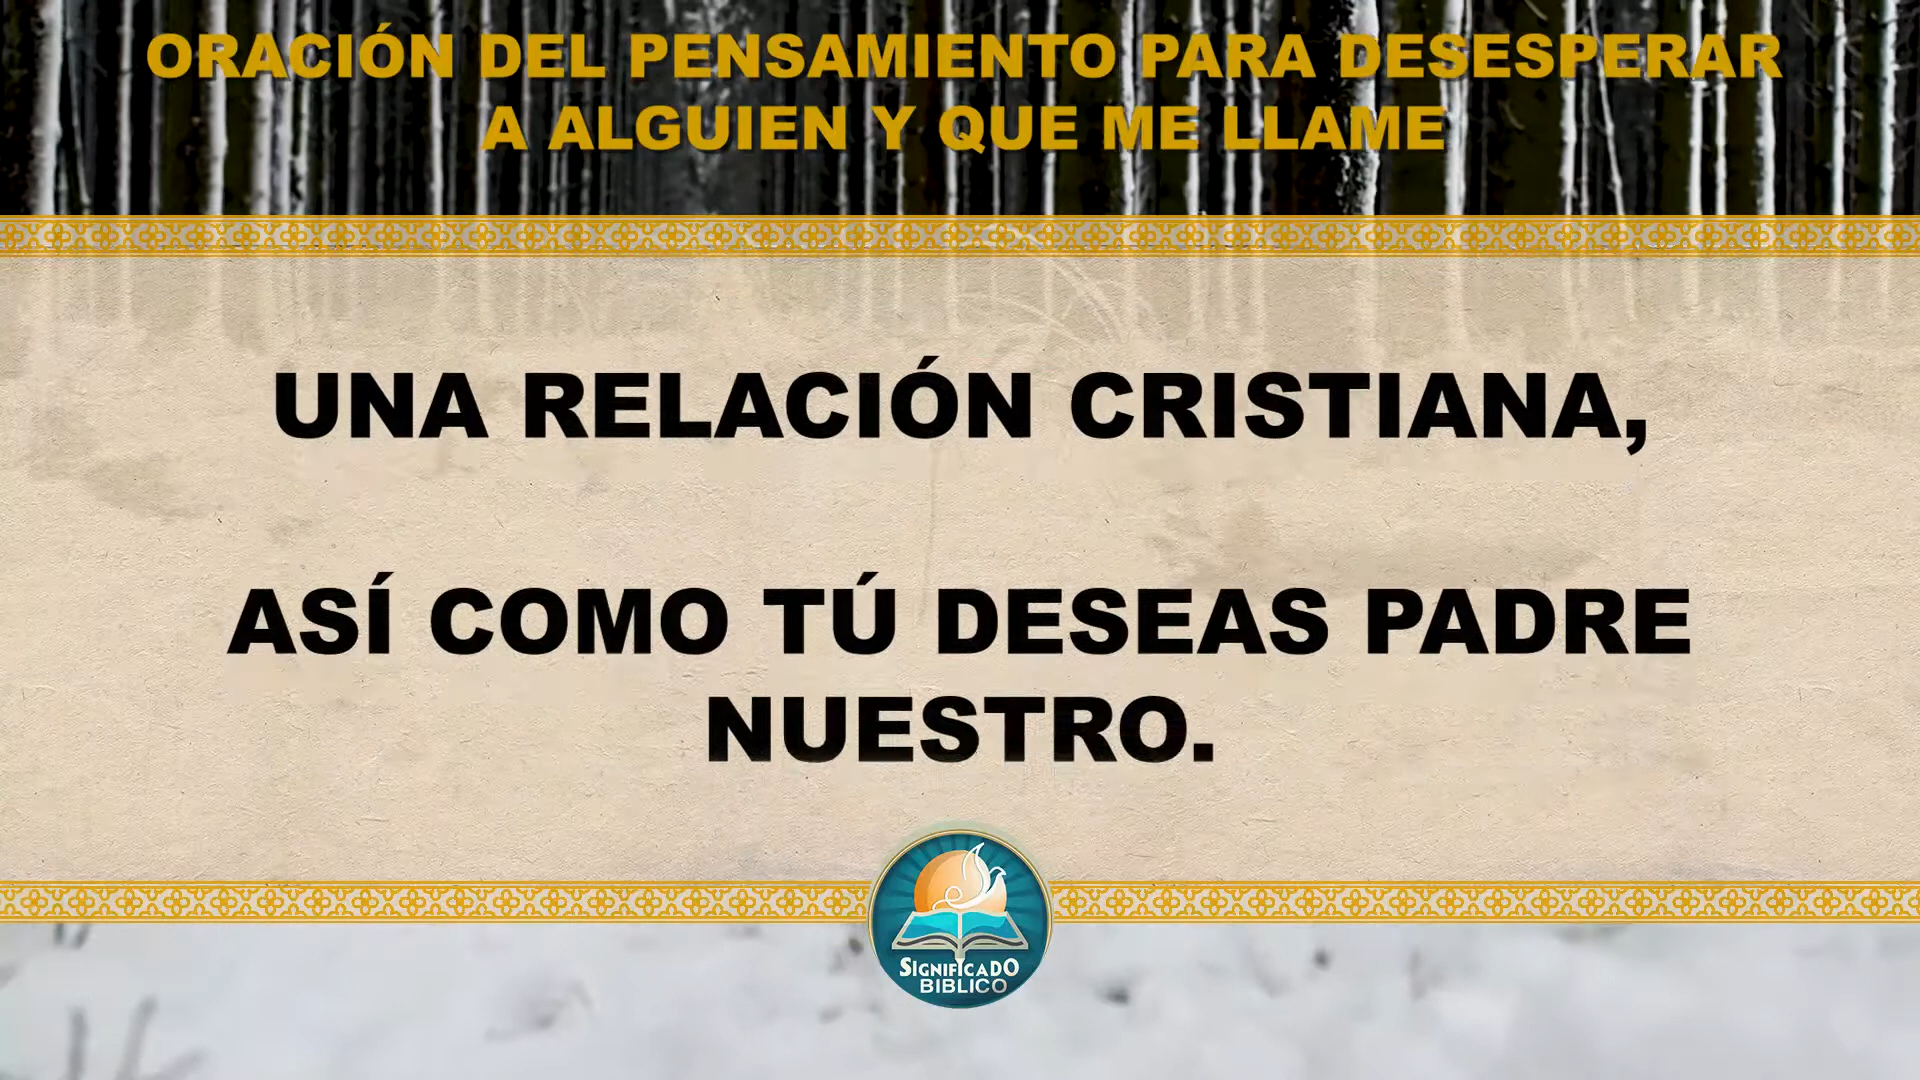 ORACIÓN DEL PENSAMIENTO PARA DESESPERAR
A ALGUIEN Y QUE ME LLAME
UNA RELACIÓN CRISTIANA,
ASÍ COMO TÚ DESEAS PADRE
NUESTRO.
SIGNIFICADO
BIBLICO